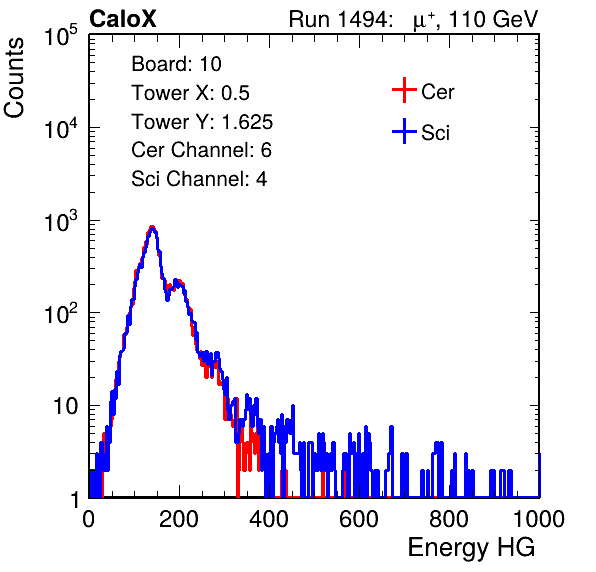 CaloX Run 1494: μ⁺, 110 GeV
Counts
10⁵
10⁴
10³
10²
10
1
Board: 10
Tower X: 0.5
Tower Y: 1.625
Cer Channel: 6
Sci Channel: 4
Cer
Sci
0 200 400 600 800 1000
Energy HG